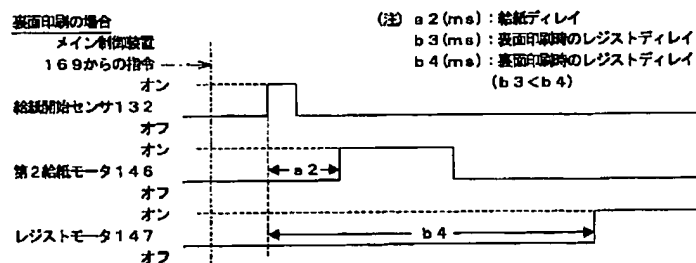 裏面印刷の場合
メイン制御装置
169からの指令
(注) a2(ms):給紙ディレイ
b3(ms):表面印刷時のレジストディレイ
b4(ms):裏面印刷時のレジストディレイ
(b3<b4)
オン
給紙開始センサ132
オフ
オン
第2給紙モータ146
a2
オフ
オン
レジストモータ147
b4
オフ